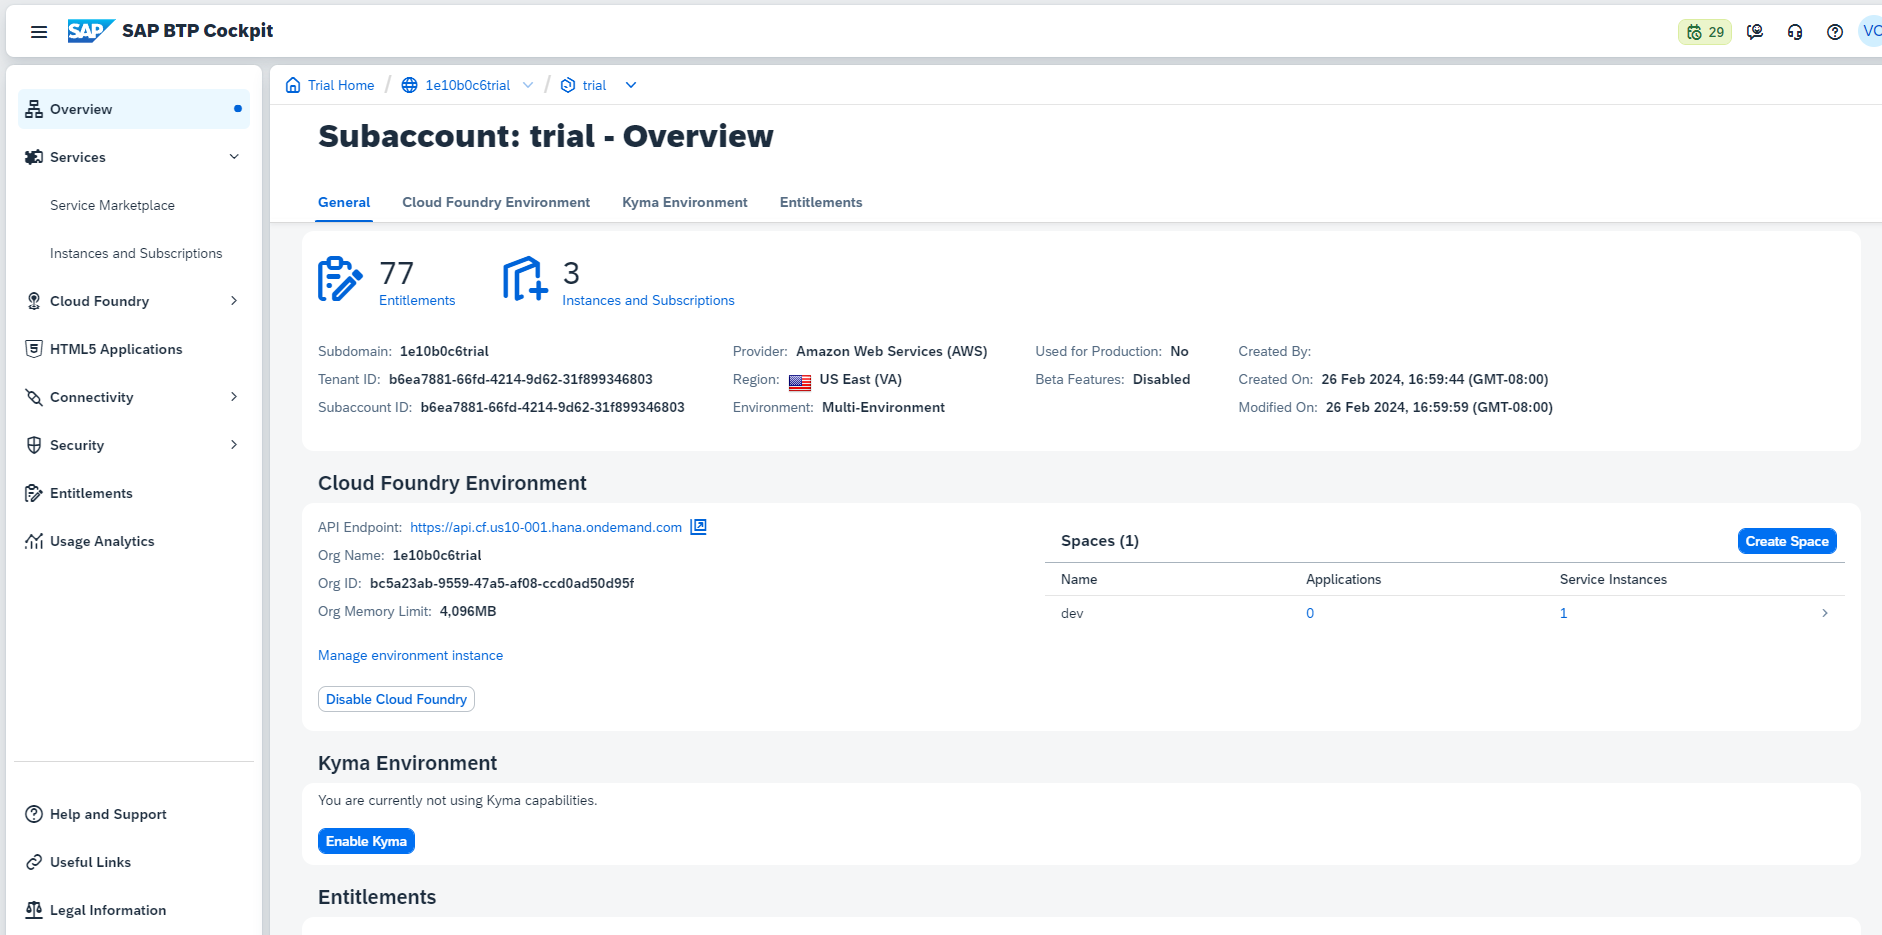 SAP SAP BTP Cockpit
29
VC
Overview
Services
Service Marketplace
Instances and Subscriptions
Cloud Foundry
HTML5 Applications
Connectivity
Security
Entitlements
Usage Analytics
Help and Support
Useful Links
Legal Information
Trial Home / 1e10b0c6trial / trial
Subaccount: trial - Overview
General Cloud Foundry Environment Kyma Environment Entitlements
77
Entitlements
3
Instances and Subscriptions
Subdomain: 1e10b0c6trial
Tenant ID: b6ea7881-66fd-4214-9d62-31f899346803
Subaccount ID: b6ea7881-66fd-4214-9d62-31f899346803
Provider: Amazon Web Services (AWS)
Region: US East (VA)
Environment: Multi-Environment
Used for Production: No
Beta Features: Disabled
Created By:
Created On: 26 Feb 2024, 16:59:44 (GMT-08:00)
Modified On: 26 Feb 2024, 16:59:59 (GMT-08:00)
Cloud Foundry Environment
API Endpoint: https://api.cf.us10-001.hana.ondemand.com
Org Name: 1e10b0c6trial
Org ID: bc5a23ab-9559-47a5-af08-ccd0ad50d95f
Org Memory Limit: 4,096MB
Manage environment instance
Disable Cloud Foundry
Spaces (1)
Create Space
Name Applications Service Instances
dev 0 1
Kyma Environment
You are currently not using Kyma capabilities.
Enable Kyma
Entitlements